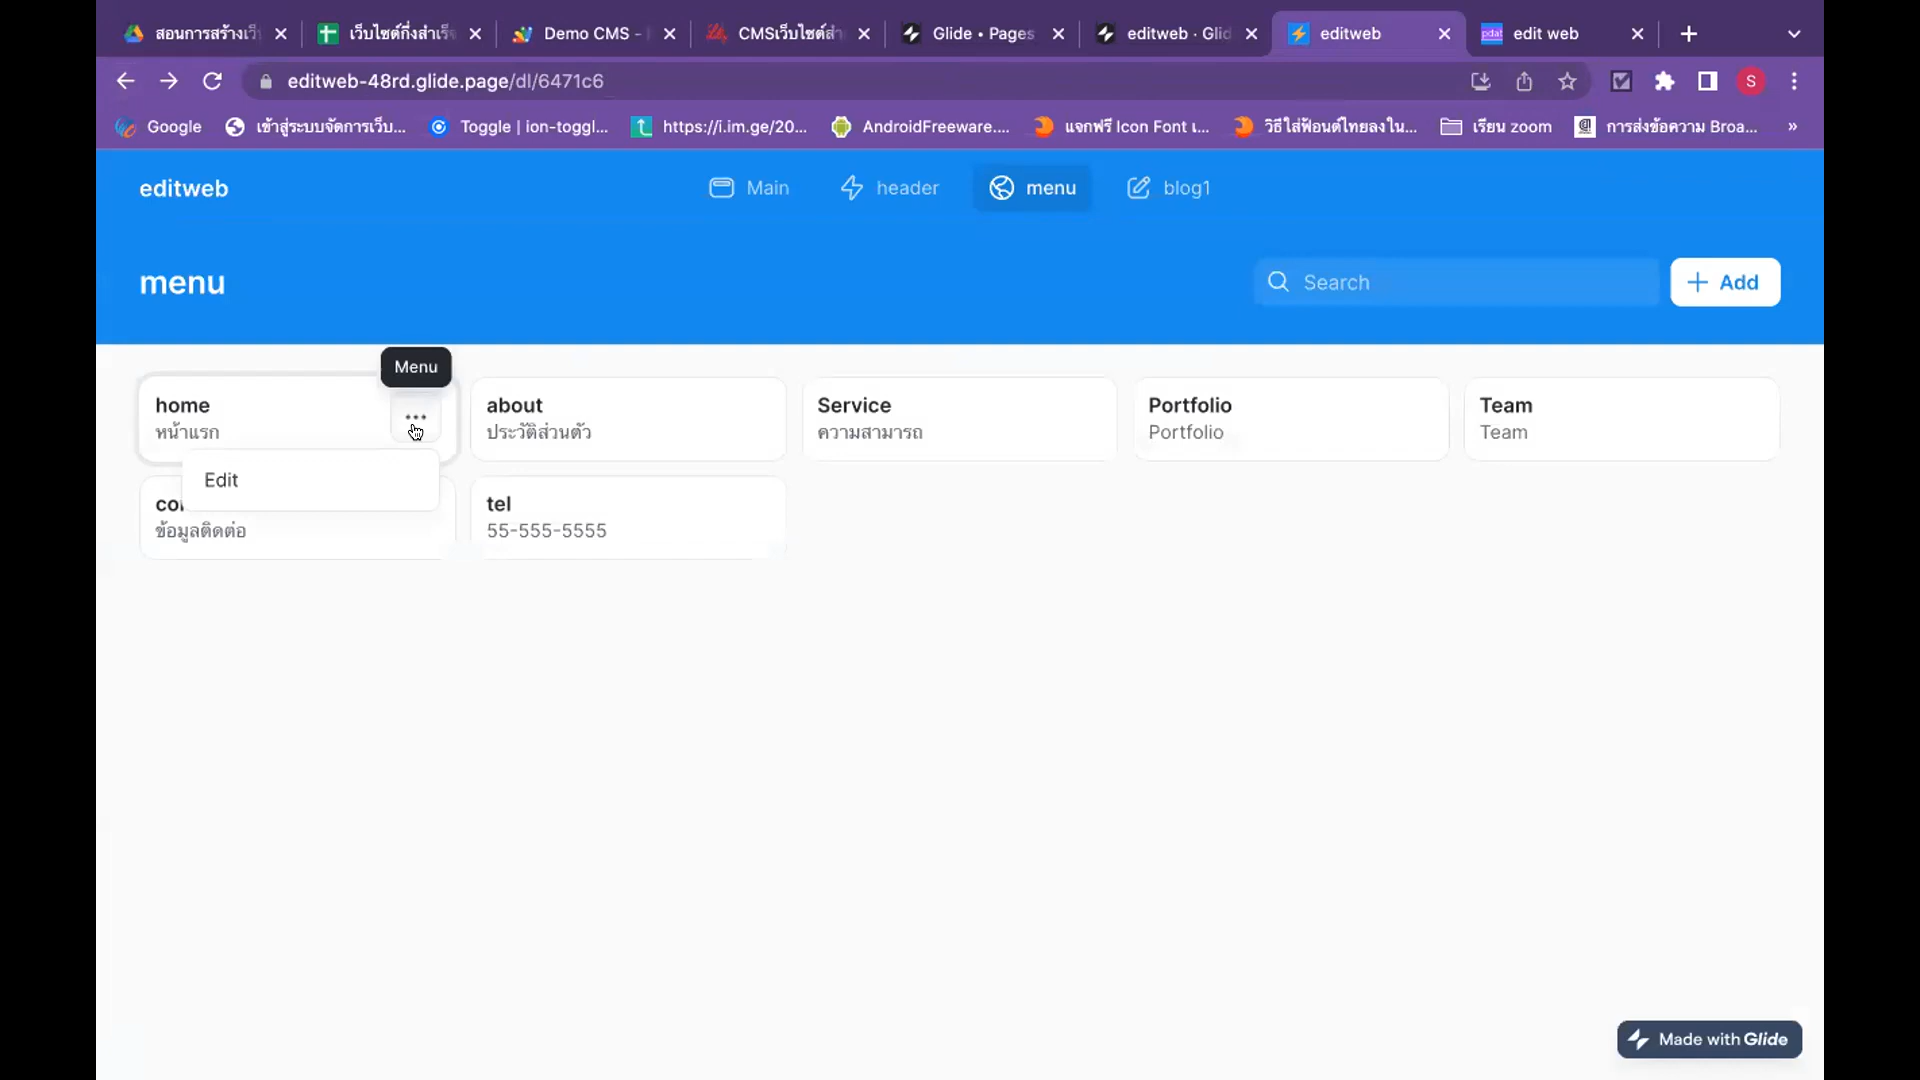 สอนการสร้างเว็
เว็บไซต์กึ่งสำเร็จ
Demo CMS -
CMSเว็บไซต์สำ
Glide • Pages
editweb · Glid
editweb
edit web
editweb-48rd.glide.page/dl/6471c6
S
Google
เข้าสู่ระบบจัดการเว็บ...
Toggle | ion-toggl...
https://i.im.ge/20...
AndroidFreeware....
แจกฟรี Icon Font เ...
วิธีใส่ฟ้อนต์ไทยลงใน...
เรียน zoom
การส่งข้อความ Broa...
»
editweb
Main
header
menu
blog1
menu
Search
Add
Menu
home
หน้าแรก
about
ประวัติส่วนตัว
Service
ความสามารถ
Portfolio
Portfolio
Team
Team
Edit
ข้อมูลติดต่อ
tel
55-555-5555
Made with Glide